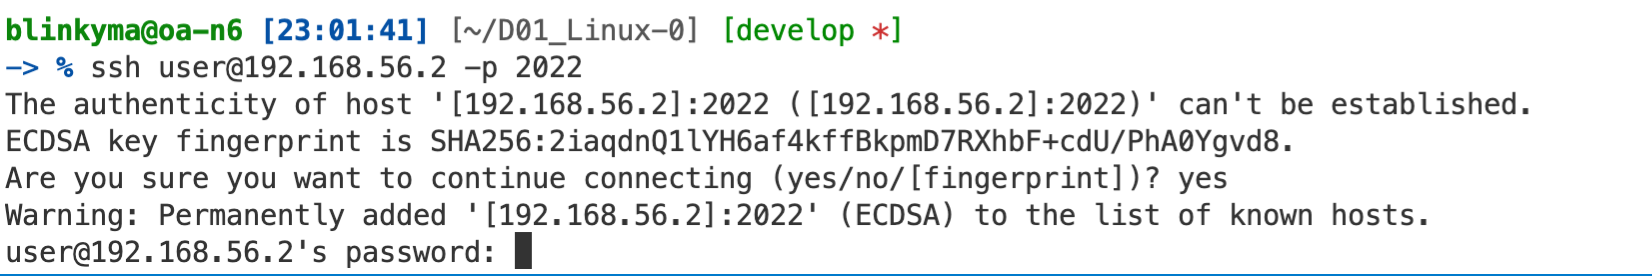 blinkyma@oa-n6 [23:01:41] [~/D01_Linux-0] [develop *]
-> % ssh user@192.168.56.2 -p 2022
The authenticity of host '[192.168.56.2]:2022 ([192.168.56.2]:2022)' can't be established.
ECDSA key fingerprint is SHA256:2iaqdnQ1lYH6af4kffBkpmD7RXhbF+cdU/PhA0Ygvd8.
Are you sure you want to continue connecting (yes/no/[fingerprint])? yes
Warning: Permanently added '[192.168.56.2]:2022' (ECDSA) to the list of known hosts.
user@192.168.56.2's password: